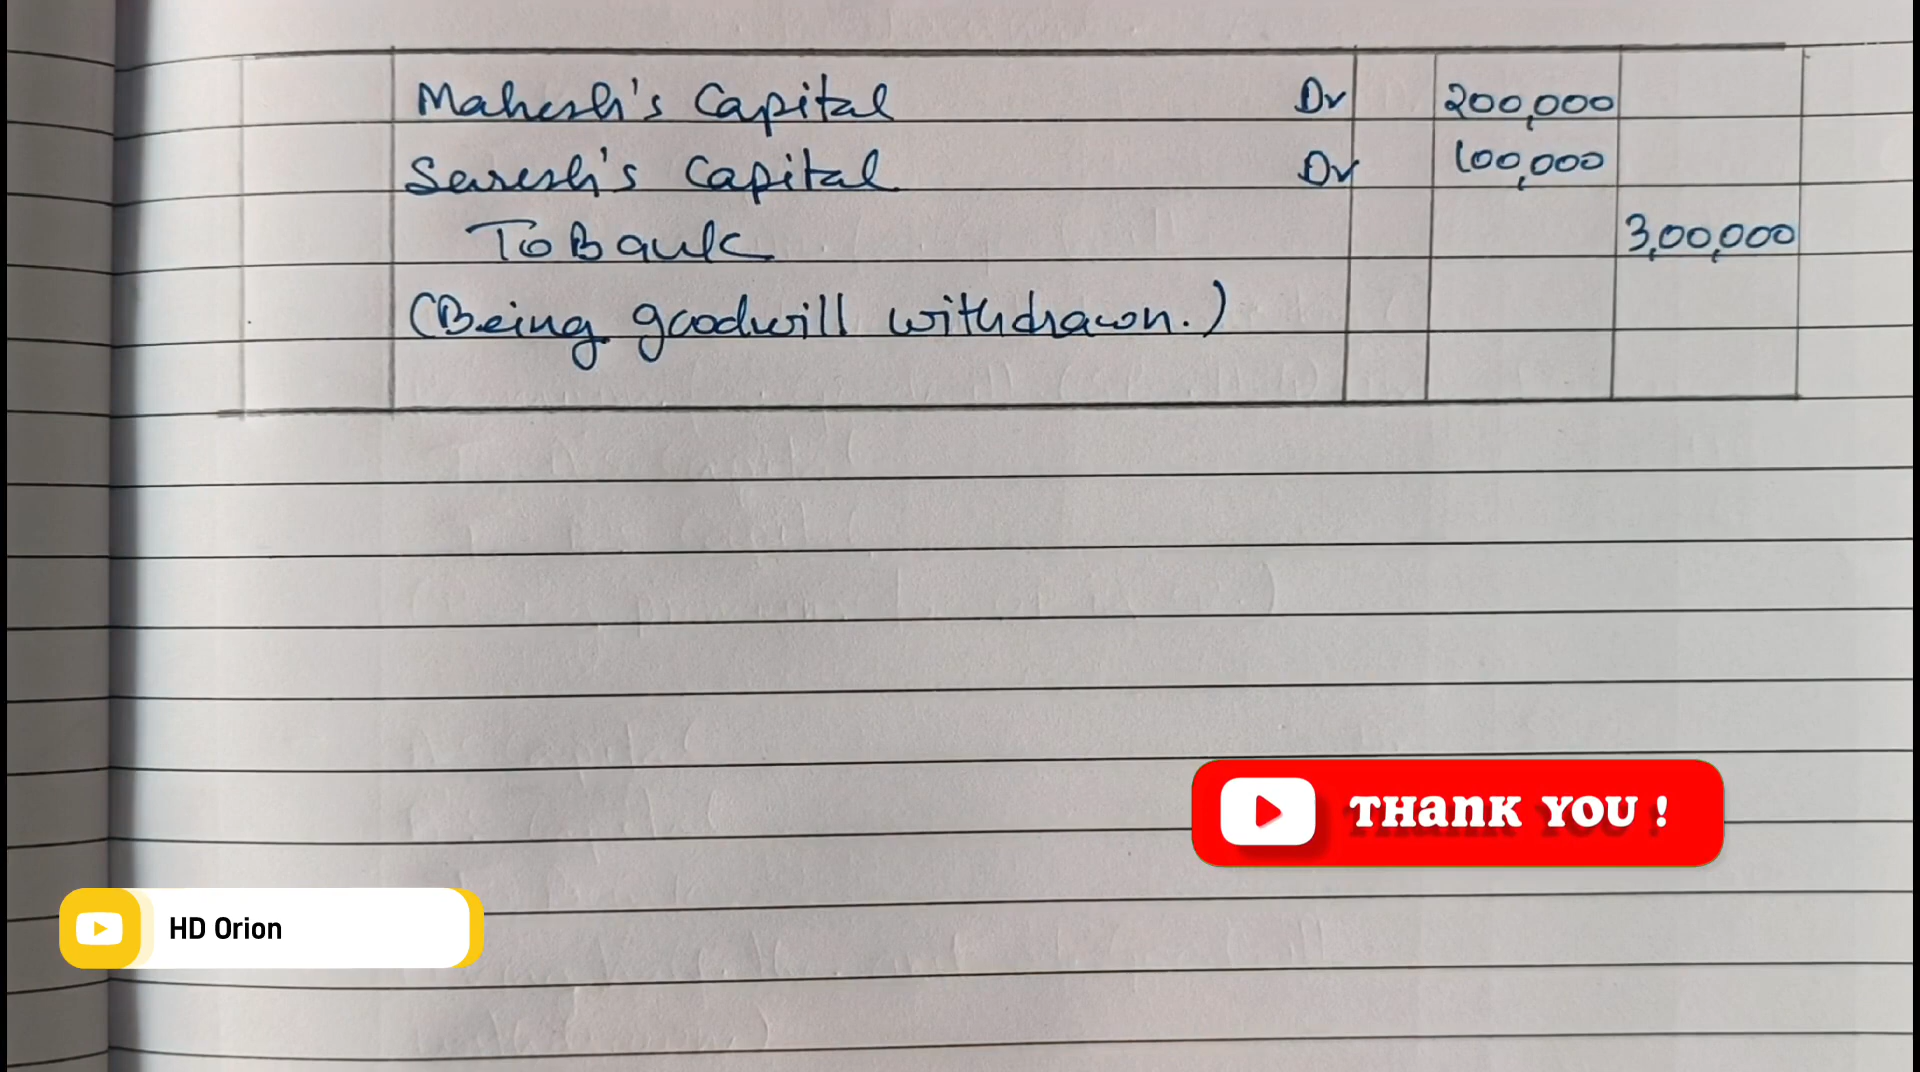 Mahesh's Capital Dr 200,000
Suresh's Capital Dr 100,000
To Bank 3,00,000
(Being goodwill withdrawn.)
THANK YOU !
HD Orion